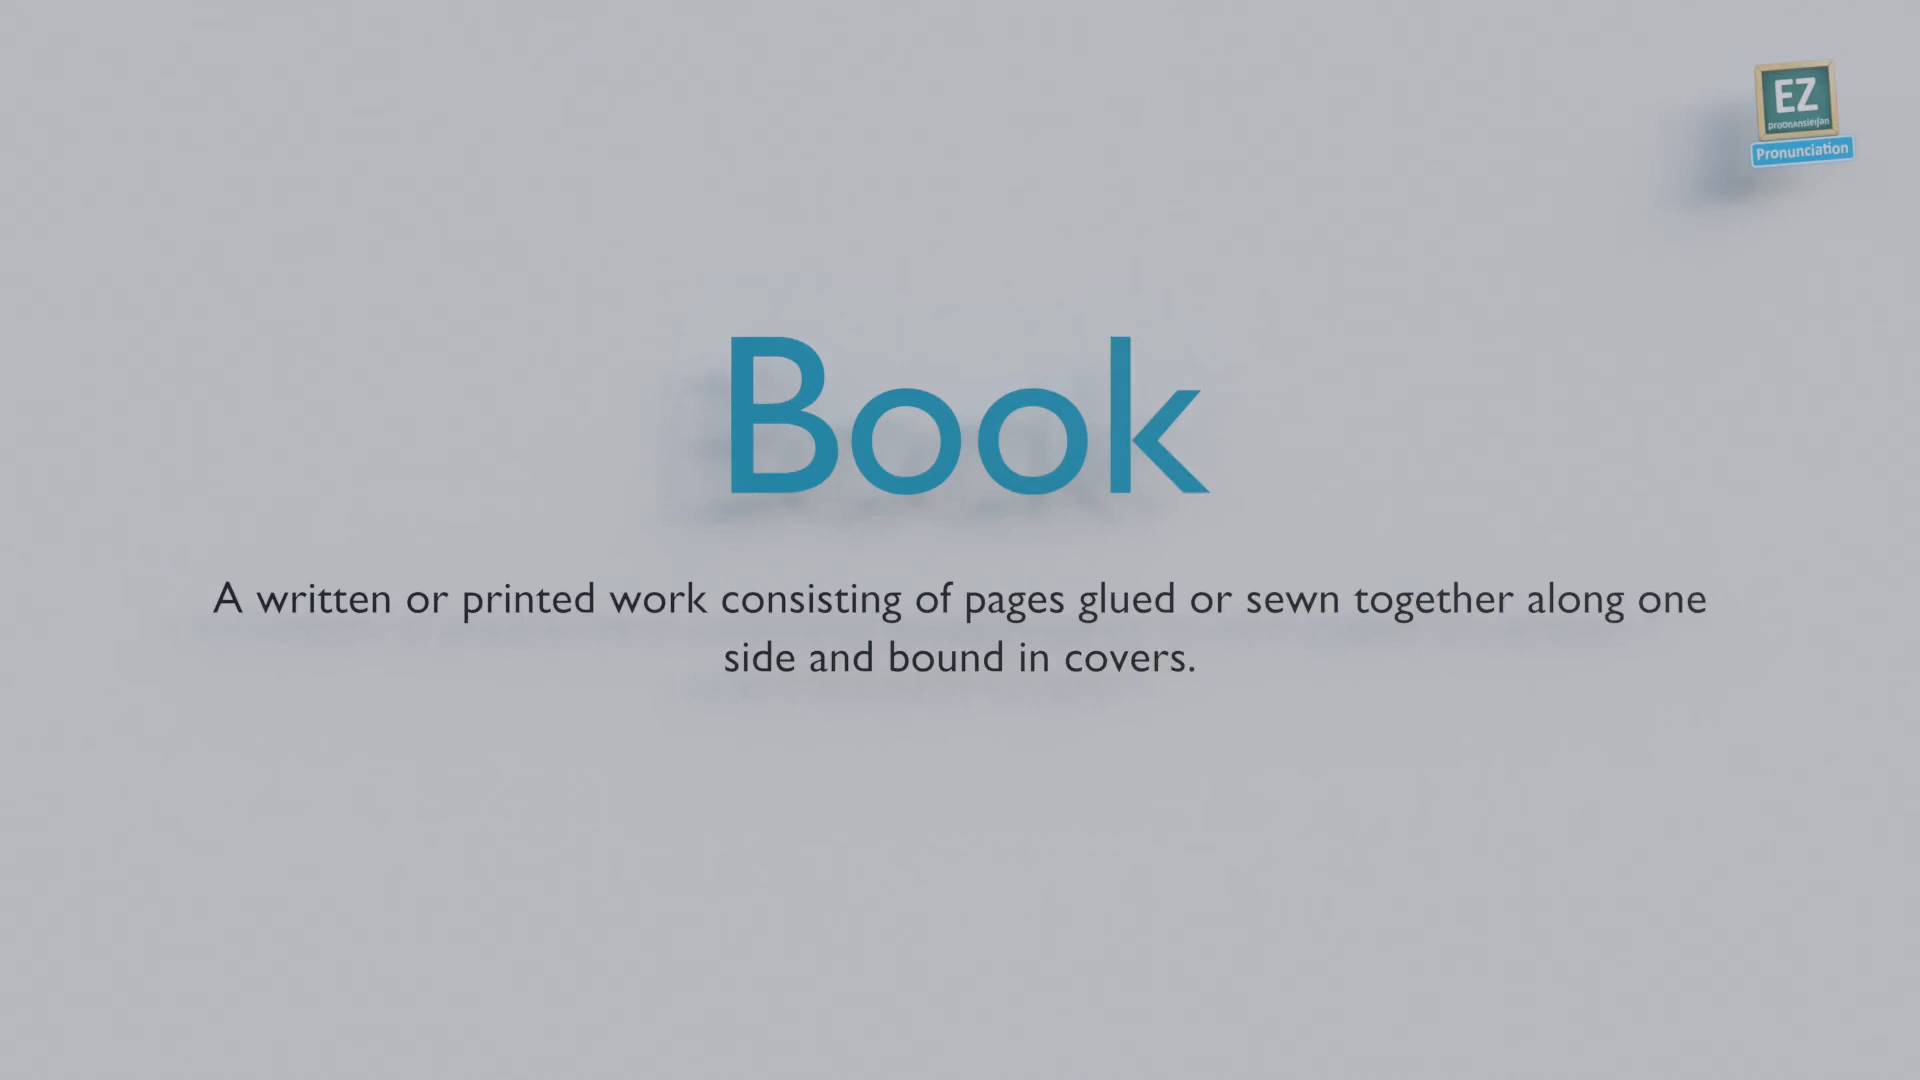 EZ
Pronunciation
Book
A written or printed work consisting of pages glued or sewn together along one
side and bound in covers.